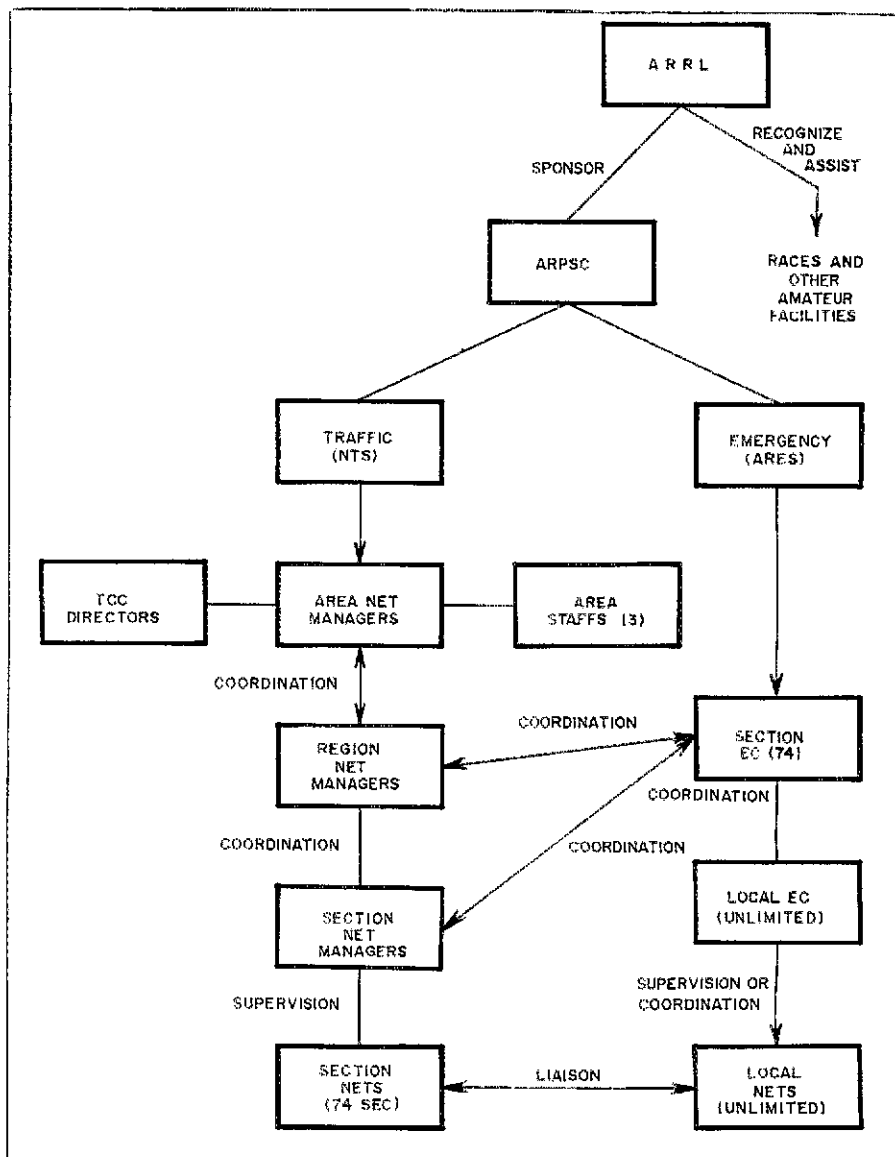 A R R L
RECOGNIZE
AND
ASSIST
SPONSOR
ARPSC
RACES AND
OTHER
AMATEUR
FACILITIES
TRAFFIC
(NTS)
EMERGENCY
(ARES)
TCC
DIRECTORS
AREA NET
MANAGERS
AREA
STAFFS (3)
COORDINATION
REGION
NET
MANAGERS
COORDINATION
SECTION
EC (74)
COORDINATION
COORDINATION
COORDINATION
SECTION
NET
MANAGERS
LOCAL EC
(UNLIMITED)
SUPERVISION
SUPERVISION OR
COORDINATION
SECTION
NETS
(74 SEC)
LIAISON
LOCAL
NETS
(UNLIMITED)